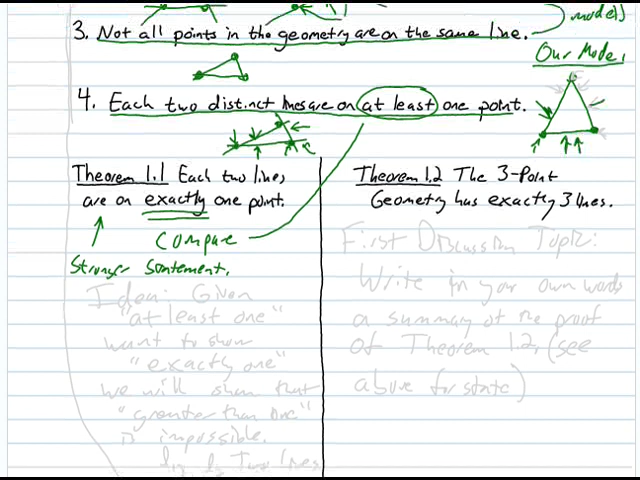 models
3. Not all points in the geometry are on the same line.
Our Model
4. Each two distinct lines are on at least one point.
Theorem 1.1 Each two lines
are on exactly one point.
Compare
Stronger Statement.
Idea: Given
"at least one"
want to show
"exactly one"
we will show that
"greater than one"
is impossible.
Two lines
Theorem 1.2 The 3-Point
Geometry has exactly 3 lines.
First Discussion Topic:
Write in your own words
a summary of the proof
of Theorem 1.2, (see
above for state)